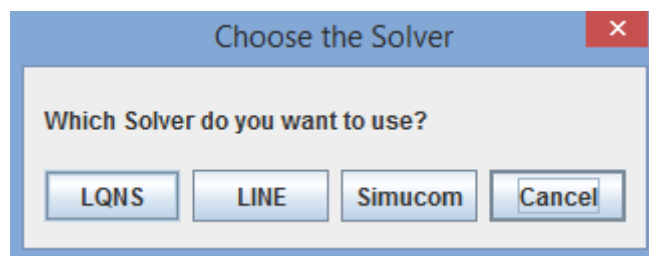 Choose the Solver
Which Solver do you want to use?
LQNS LINE Simucom Cancel